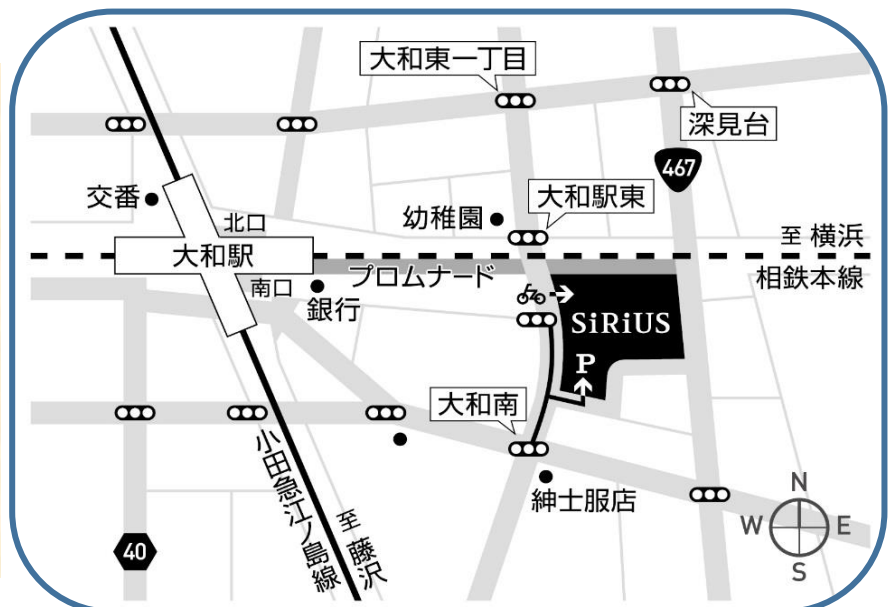 大和東一丁目
深見台
467
交番
北口
幼稚園
大和駅東
至 横浜
大和駅
プロムナード
相鉄本線
南口
銀行
SiRiUS
P
大和南
小田急江ノ島線
至 藤沢
紳士服店
40
N
W
E
S